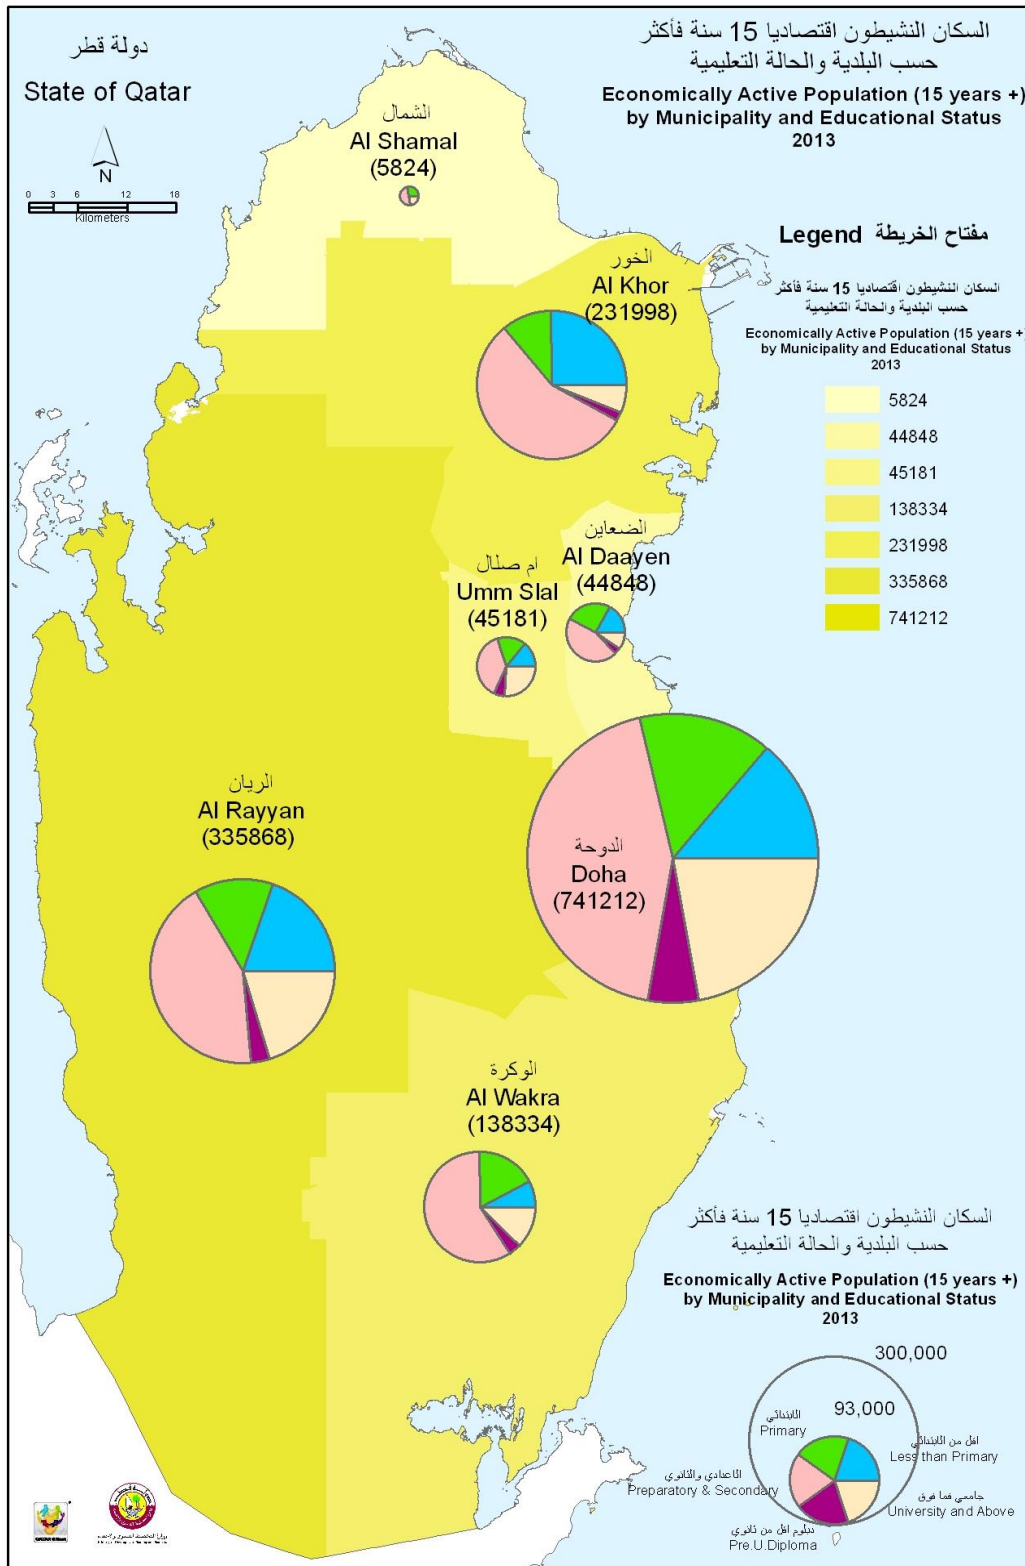 دولة قطر
State of Qatar
N
0 3 6 12 18
Kilometers
السكان النشيطون اقتصاديا 15 سنة فأكثر
حسب البلدية والحالة التعليمية
Economically Active Population (15 years +)
by Municipality and Educational Status
2013
الشمال
Al Shamal
(5824)
مفتاح الخريطة Legend
السكان النشيطون اقتصاديا 15 سنة فأكثر
حسب البلدية والحالة التعليمية
Economically Active Population (15 years +)
by Municipality and Educational Status
2013
5824
44848
45181
138334
231998
335868
741212
الخور
Al Khor
(231998)
الضعاين
Al Daayen
(44848)
ام صلال
Umm Slal
(45181)
الريان
Al Rayyan
(335868)
الدوحة
Doha
(741212)
الوكرة
Al Wakra
(138334)
السكان النشيطون اقتصاديا 15 سنة فأكثر
حسب البلدية والحالة التعليمية
Economically Active Population (15 years +)
by Municipality and Educational Status
2013
300,000
93,000
الابتدائي
Primary
اقل من الابتدائي
Less than Primary
الاعدادي والثانوي
Preparatory & Secondary
جامعي فما فوق
University and Above
دبلوم اقل من ثانوي
Pre.U.Diploma